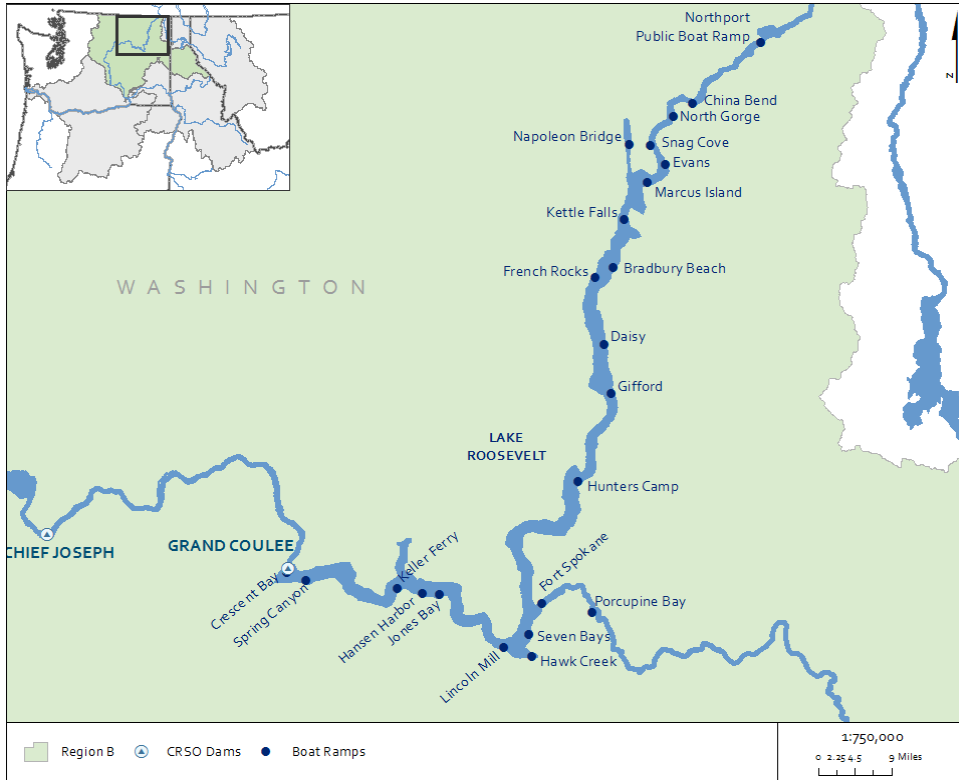 Northport
Public Boat Ramp
China Bend
North Gorge
Napoleon Bridge
Snag Cove
Evans
Marcus Island
Kettle Falls
French Rocks
Bradbury Beach
WASHINGTON
Daisy
Gifford
LAKE
ROOSEVELT
Hunters Camp
CHIEF JOSEPH
GRAND COULEE
Crescent Bay
Spring Canyon
Keller Ferry
Hansen Harbor
Jones Bay
Fort Spokane
Porcupine Bay
Seven Bays
Lincoln Mill
Hawk Creek
Region B
CRSO Dams
Boat Ramps
1:750,000
0 2.25 4.5 9 Miles